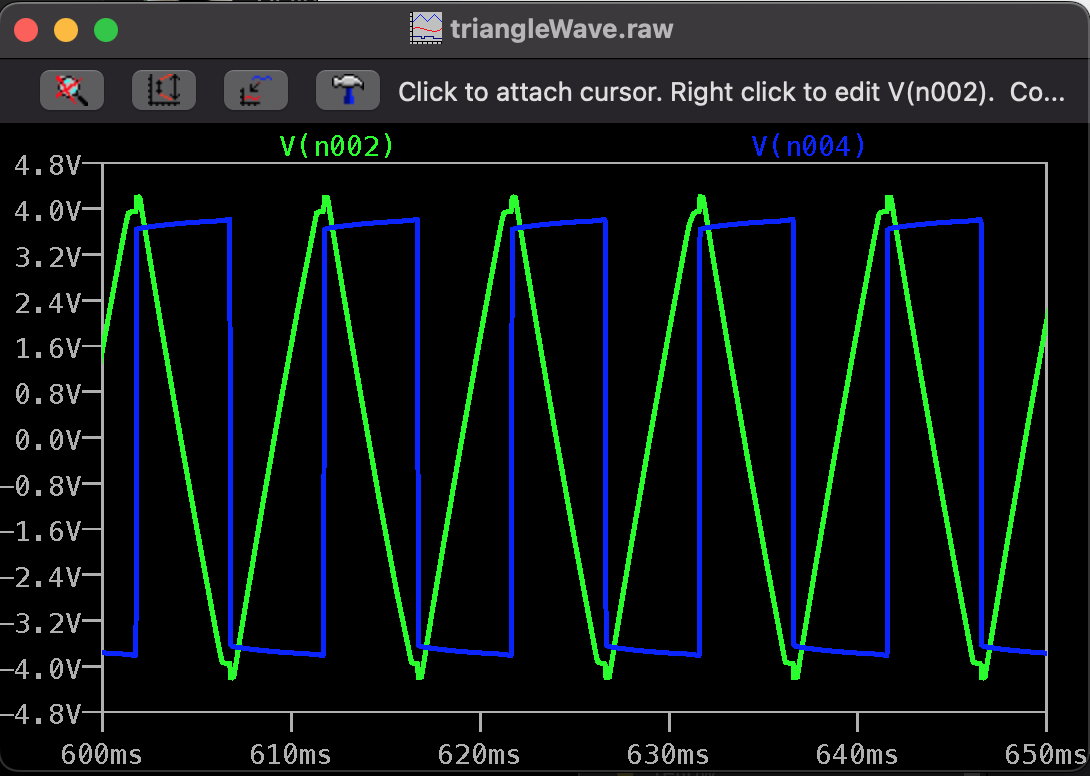 triangleWave.raw
Click to attach cursor. Right click to edit V(n002). Co...
V(n002) V(n004)
4.8V
4.0V
3.2V
2.4V
1.6V
0.8V
0.0V
-0.8V
-1.6V
-2.4V
-3.2V
-4.0V
-4.8V
600ms 610ms 620ms 630ms 640ms 650ms